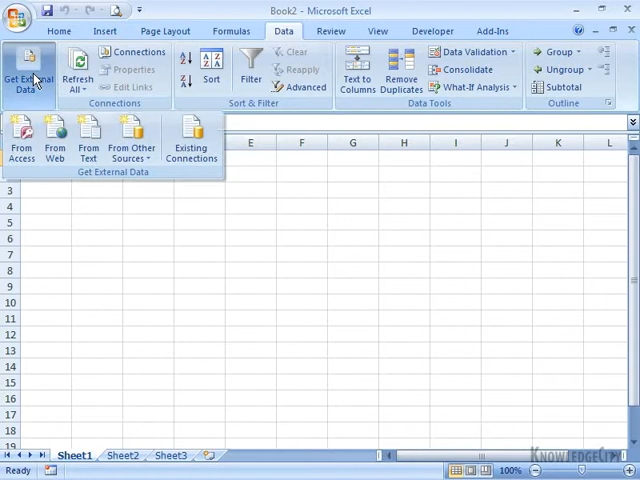 Book2 - Microsoft Excel
Home Insert Page Layout Formulas Data Review View Developer Add-Ins
Get External Data
Refresh All
Connections
Properties
Edit Links
Connections
Sort
Filter
Clear
Reapply
Advanced
Sort & Filter
Text to Columns
Remove Duplicates
Data Validation
Consolidate
What-If Analysis
Data Tools
Group
Ungroup
Subtotal
Outline
From Access
From Web
From Text
From Other Sources
Existing Connections
Get External Data
E F G H I J K L
3
4
5
6
7
8
9
10
11
12
13
14
15
16
17
18
19
Sheet1 Sheet2 Sheet3
KnowledgeCity
Ready 100%